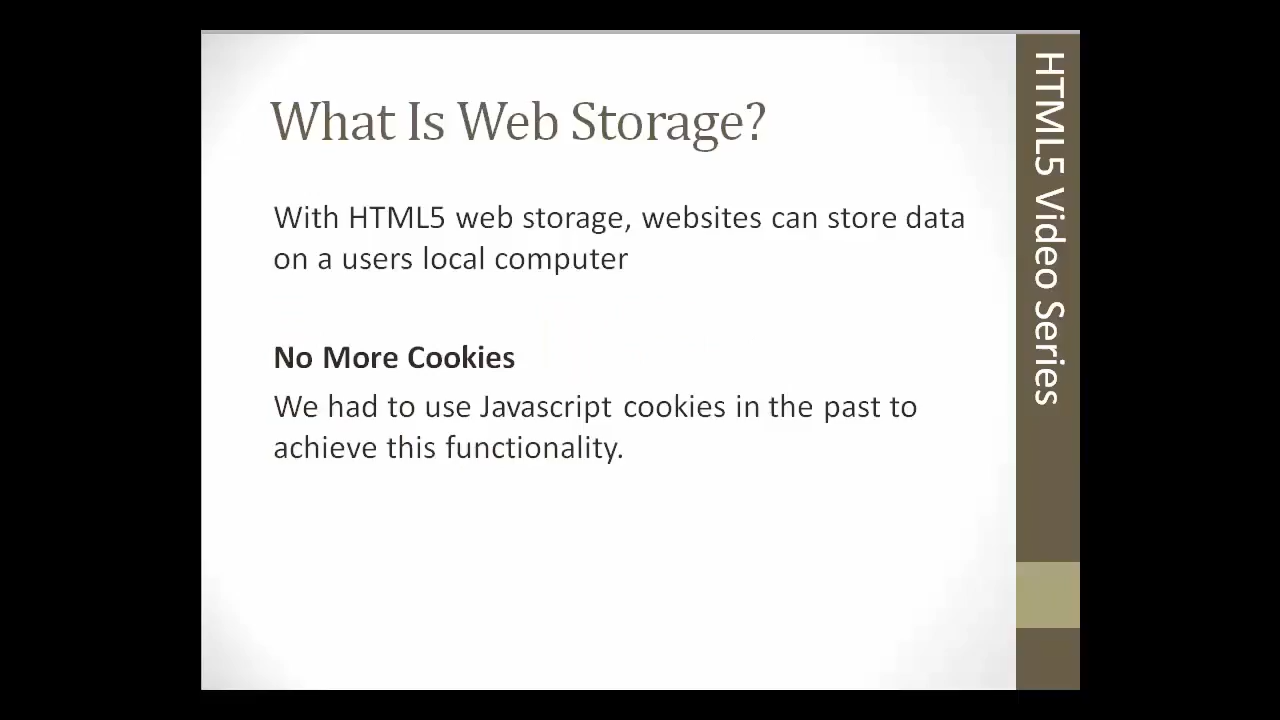 What Is Web Storage?
With HTML5 web storage, websites can store data
on a users local computer
No More Cookies
We had to use Javascript cookies in the past to
achieve this functionality.
HTML5 Video Series